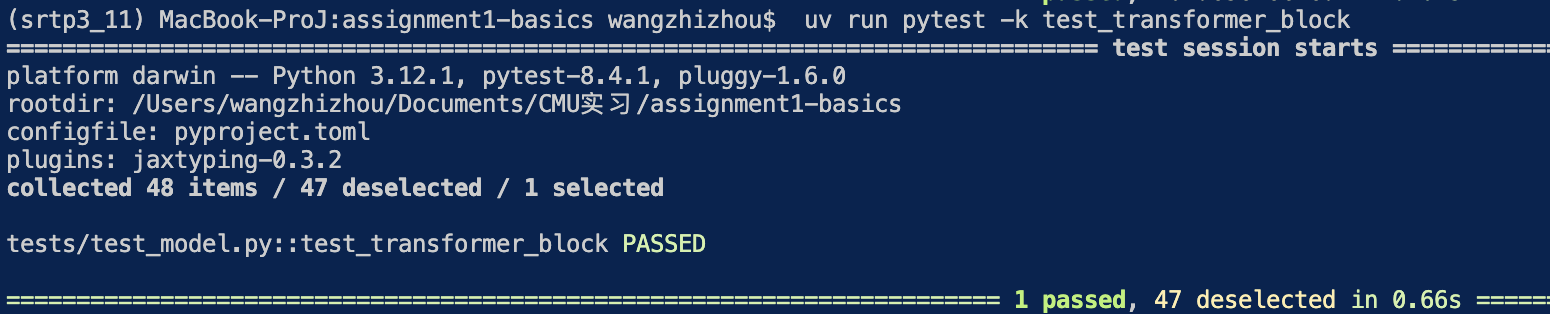 (srtp3_11) MacBook-ProJ:assignment1-basics wangzhizhou$  uv run pytest -k test_transformer_block
============================================================================== test session starts ============
platform darwin -- Python 3.12.1, pytest-8.4.1, pluggy-1.6.0
rootdir: /Users/wangzhizhou/Documents/CMU实习/assignment1-basics
configfile: pyproject.toml
plugins: jaxtyping-0.3.2
collected 48 items / 47 deselected / 1 selected
tests/test_model.py::test_transformer_block PASSED
======================================================================= 1 passed, 47 deselected in 0.66s ======